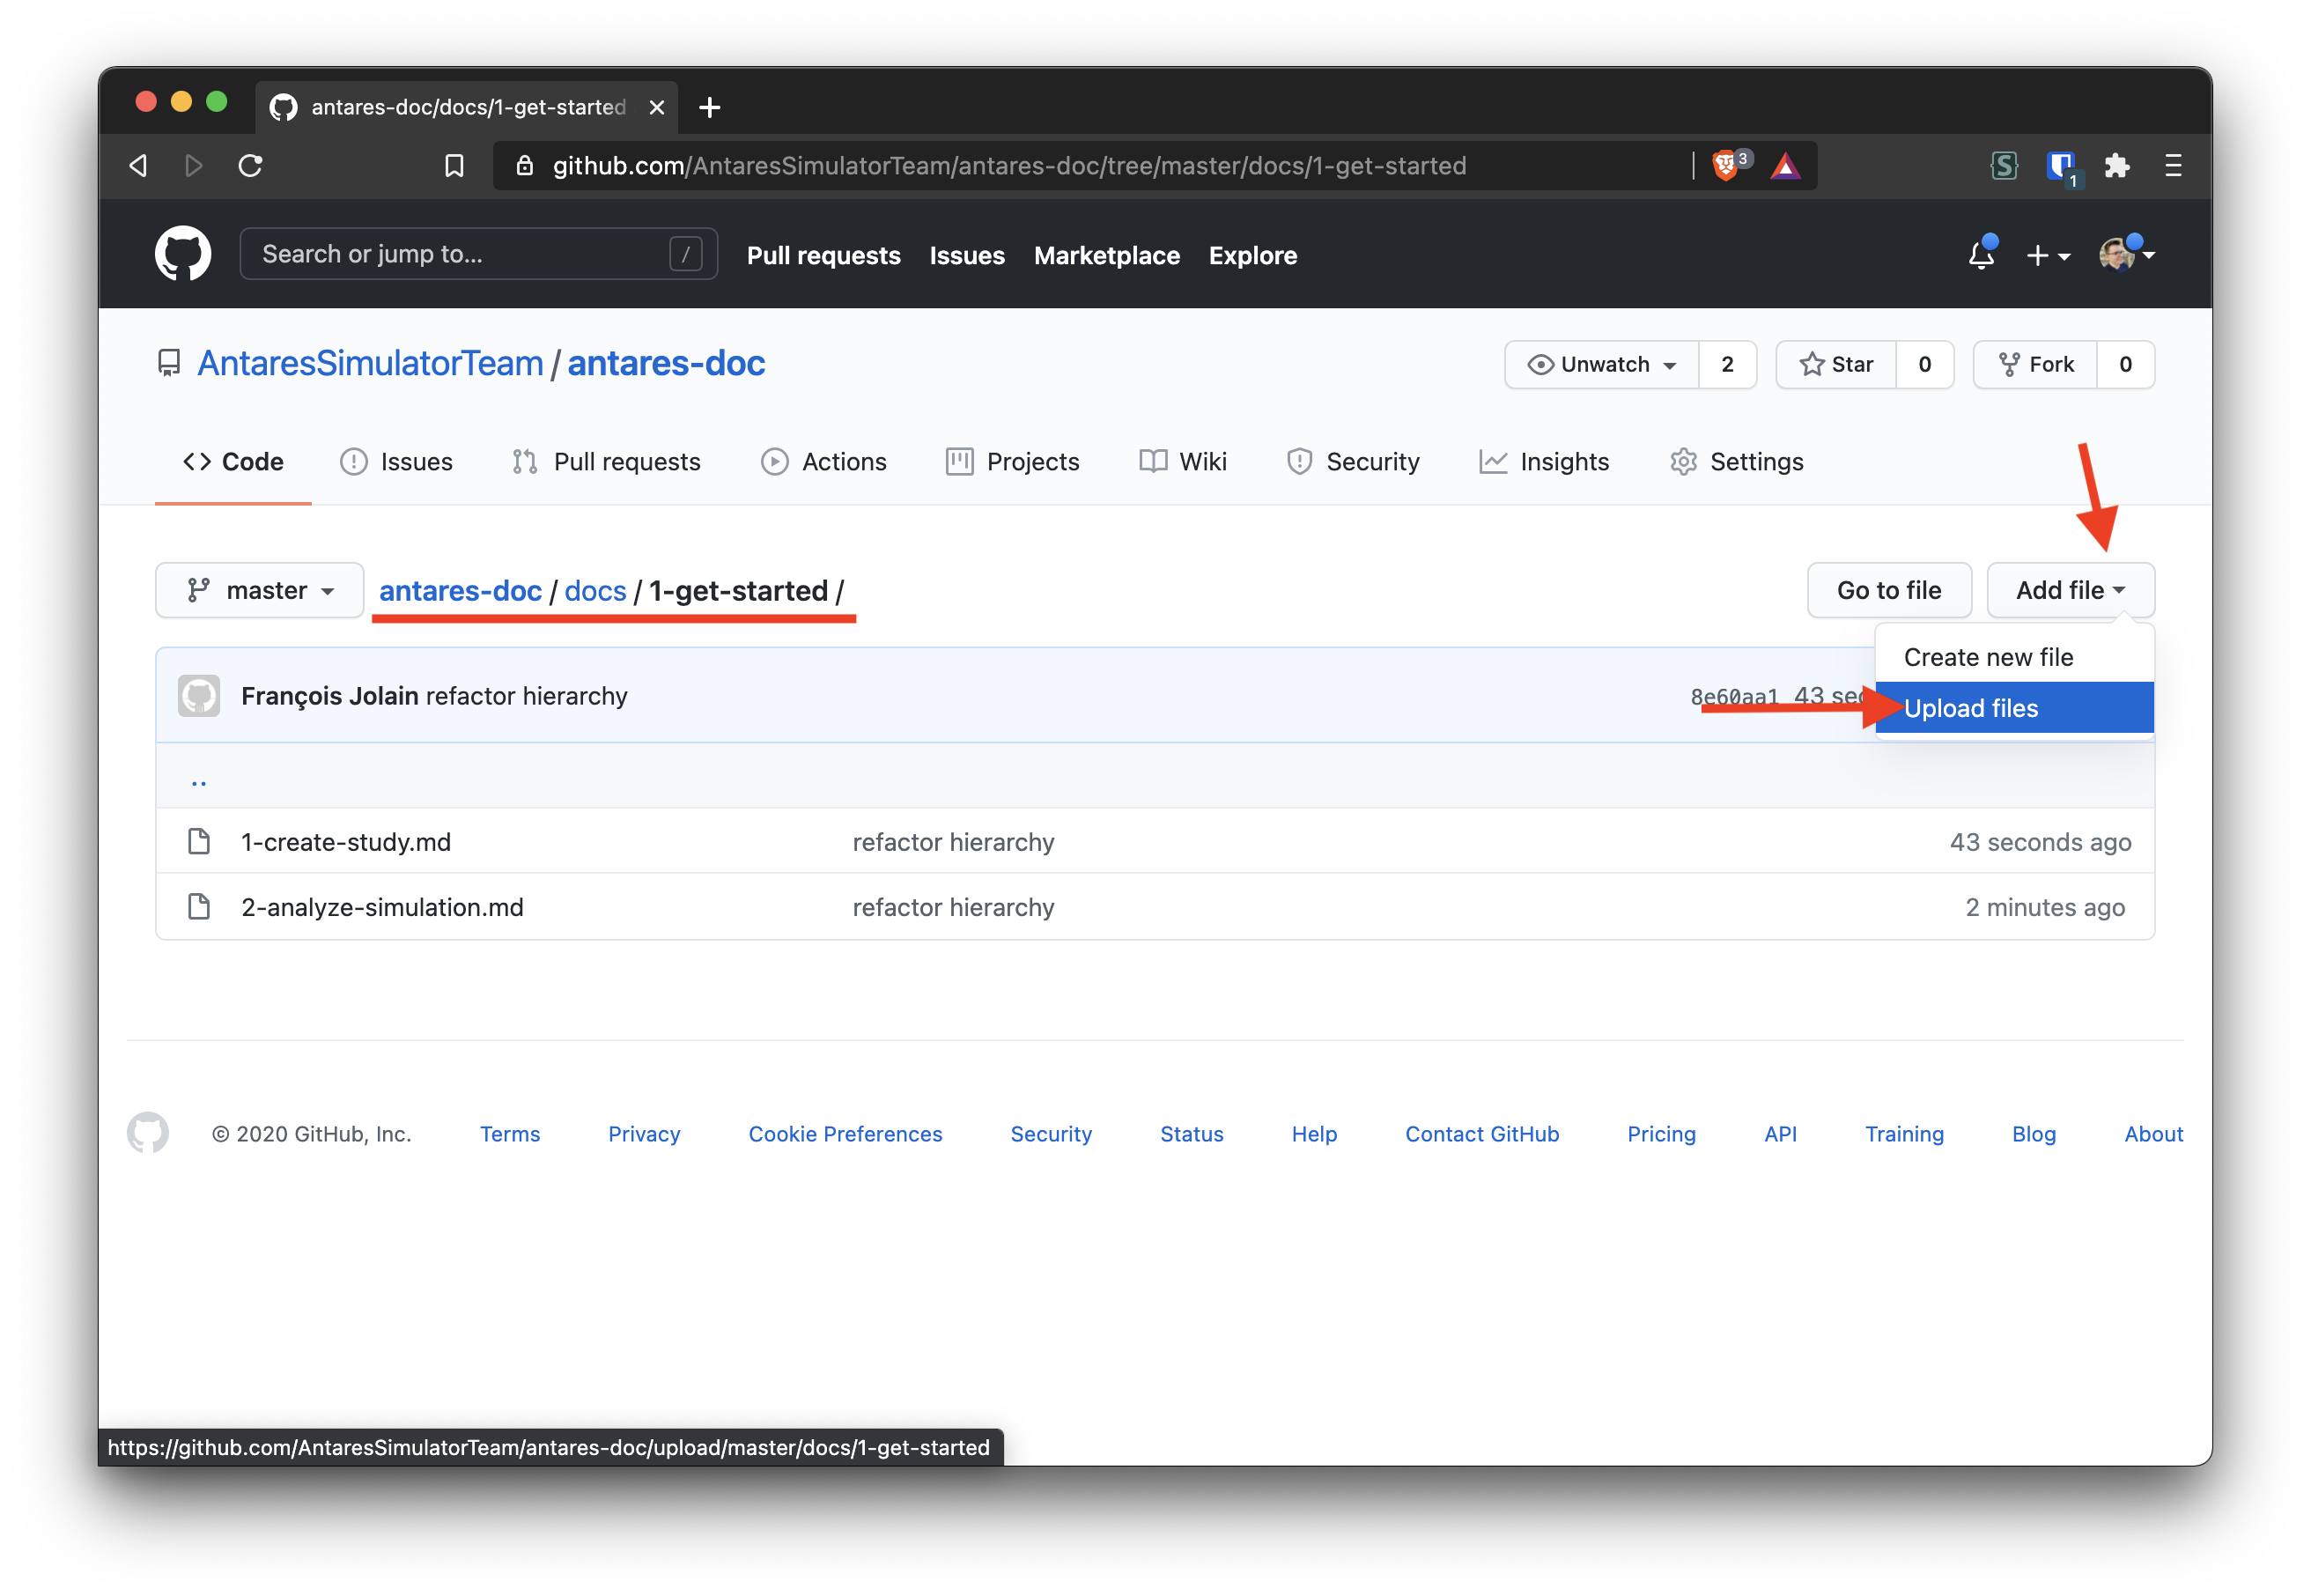 antares-doc/docs/1-get-started
github.com/AntaresSimulatorTeam/antares-doc/tree/master/docs/1-get-started 3 S 1
Search or jump to... / Pull requests Issues Marketplace Explore
AntaresSimulatorTeam / antares-doc Unwatch 2 Star 0 Fork 0
Code Issues Pull requests Actions Projects Wiki Security Insights Settings
master antares-doc / docs / 1-get-started / Go to file Add file
Create new file
François Jolain refactor hierarchy 8e60aa1 43
Upload files
..
1-create-study.md refactor hierarchy 43 seconds ago
2-analyze-simulation.md refactor hierarchy 2 minutes ago
© 2020 GitHub, Inc. Terms Privacy Cookie Preferences Security Status Help Contact GitHub Pricing API Training Blog About
https://github.com/AntaresSimulatorTeam/antares-doc/upload/master/docs/1-get-started